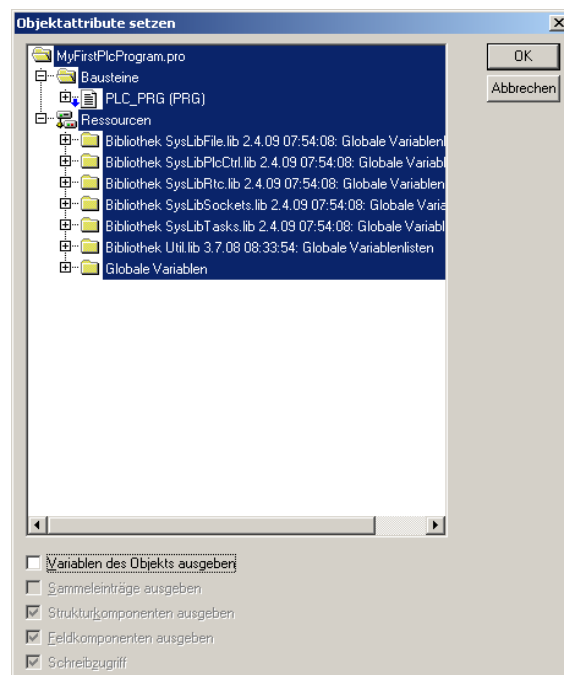 Objektattribute setzen
MyFirstPlcProgram.pro
Bausteine
PLC_PRG (PRG)
Ressourcen
Bibliothek SysLibFile.lib 2.4.09 07:54:08: Globale Variablenl
Bibliothek SysLibPlcCtrl.lib 2.4.09 07:54:08: Globale Variabl
Bibliothek SysLibRtc.lib 2.4.09 07:54:08: Globale Variablen
Bibliothek SysLibSockets.lib 2.4.09 07:54:08: Globale Varia
Bibliothek SysLibTasks.lib 2.4.09 07:54:08: Globale Variabl
Bibliothek Util.lib 3.7.08 08:33:54: Globale Variablenlisten
Globale Variablen
OK
Abbrechen
Variablen des Objekts ausgeben
Sammeleinträge ausgeben
Strukturkomponenten ausgeben
Feldkomponenten ausgeben
Schreibzugriff